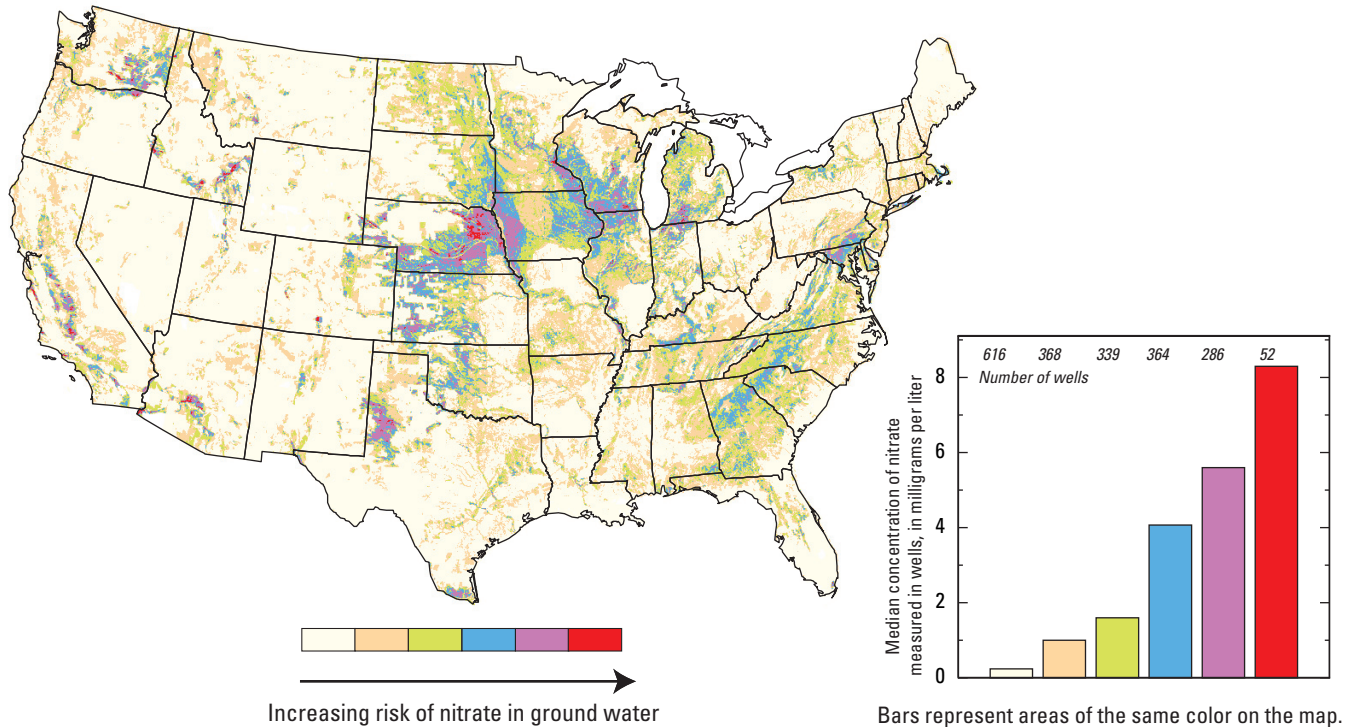 616 368 339 364 286 52
Number of wells
8
6
4
2
0
Median concentration of nitrate
measured in wells, in milligrams per liter
Increasing risk of nitrate in ground water
Bars represent areas of the same color on the map.